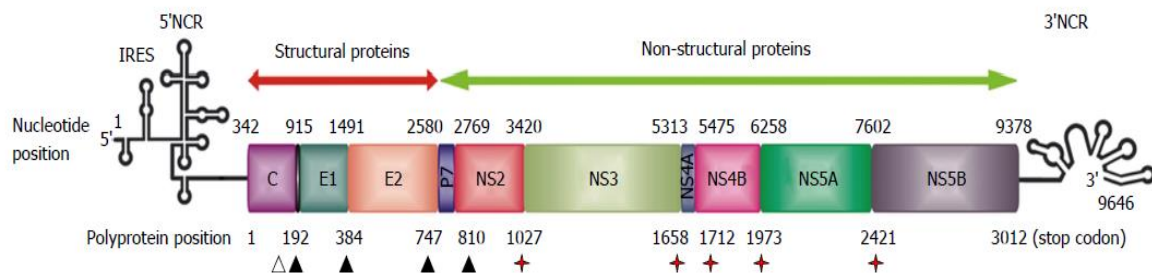 5'NCR
3'NCR
IRES
Structural proteins
Non-structural proteins
Nucleotide position
1
5'
342 915 1491 2580 2769 3420 5313 5475 6258 7602 9378
C E1 E2 P7 NS2 NS3 NS4A NS4B NS5A NS5B
3'
9646
Polyprotein position 1 192 384 747 810 1027 1658 1712 1973 2421 3012 (stop codon)